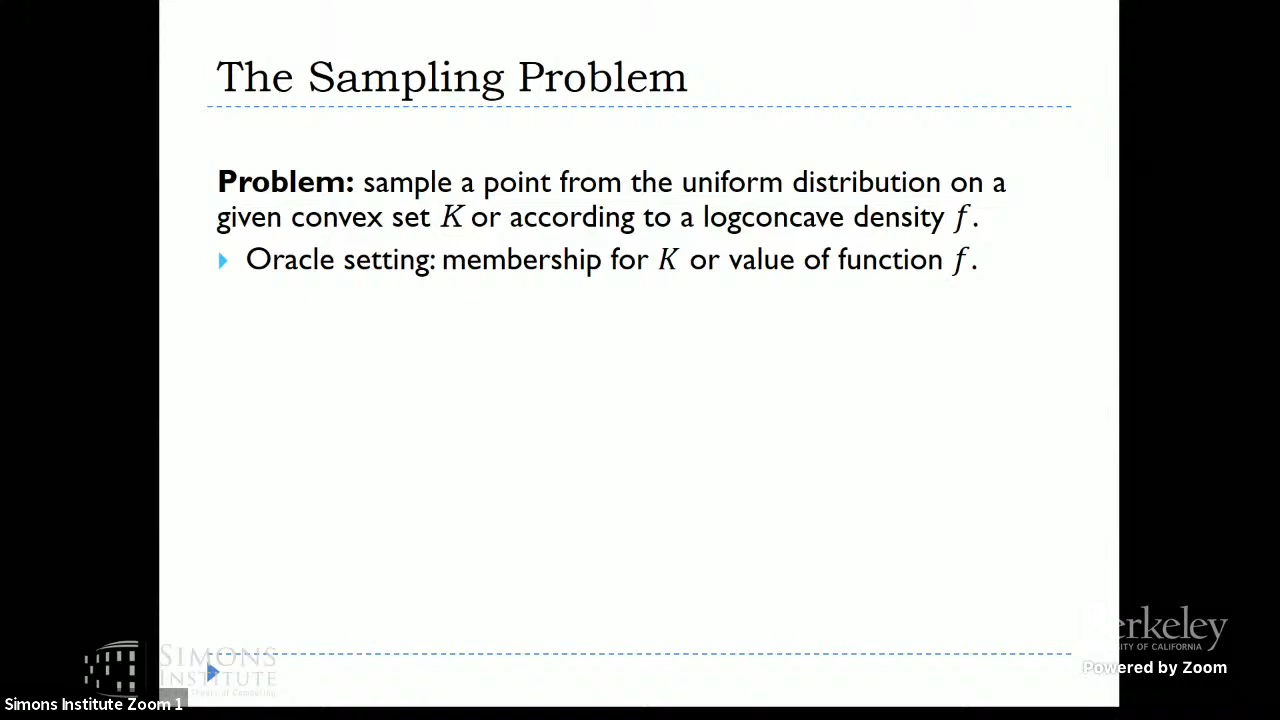 The Sampling Problem
Problem: sample a point from the uniform distribution on a
given convex set K or according to a logconcave density f.
Oracle setting: membership for K or value of function f.
SIMONS
INSTITUTE
Berkeley
OF CALIFORNIA
Powered by Zoom
Simons Institute Zoom 1